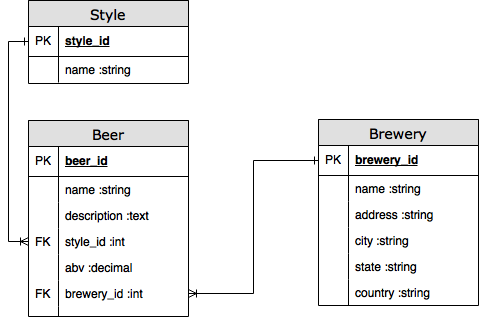 Style
PK style_id
name :string
Beer
PK beer_id
name :string
description :text
FK style_id :int
abv :decimal
FK brewery_id :int
Brewery
PK brewery_id
name :string
address :string
city :string
state :string
country :string